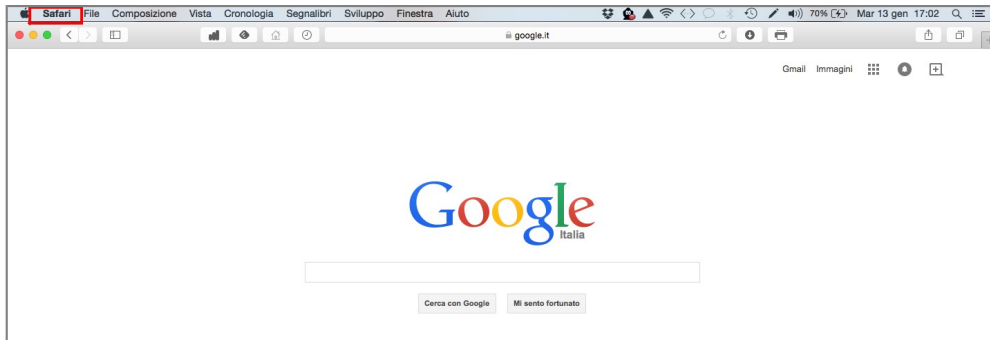 Safari File Composizione Vista Cronologia Segnalibri Sviluppo Finestra Aiuto 70% Mar 13 gen 17:02
google.it
Gmail Immagini
Google
Italia
Cerca con Google Mi sento fortunato